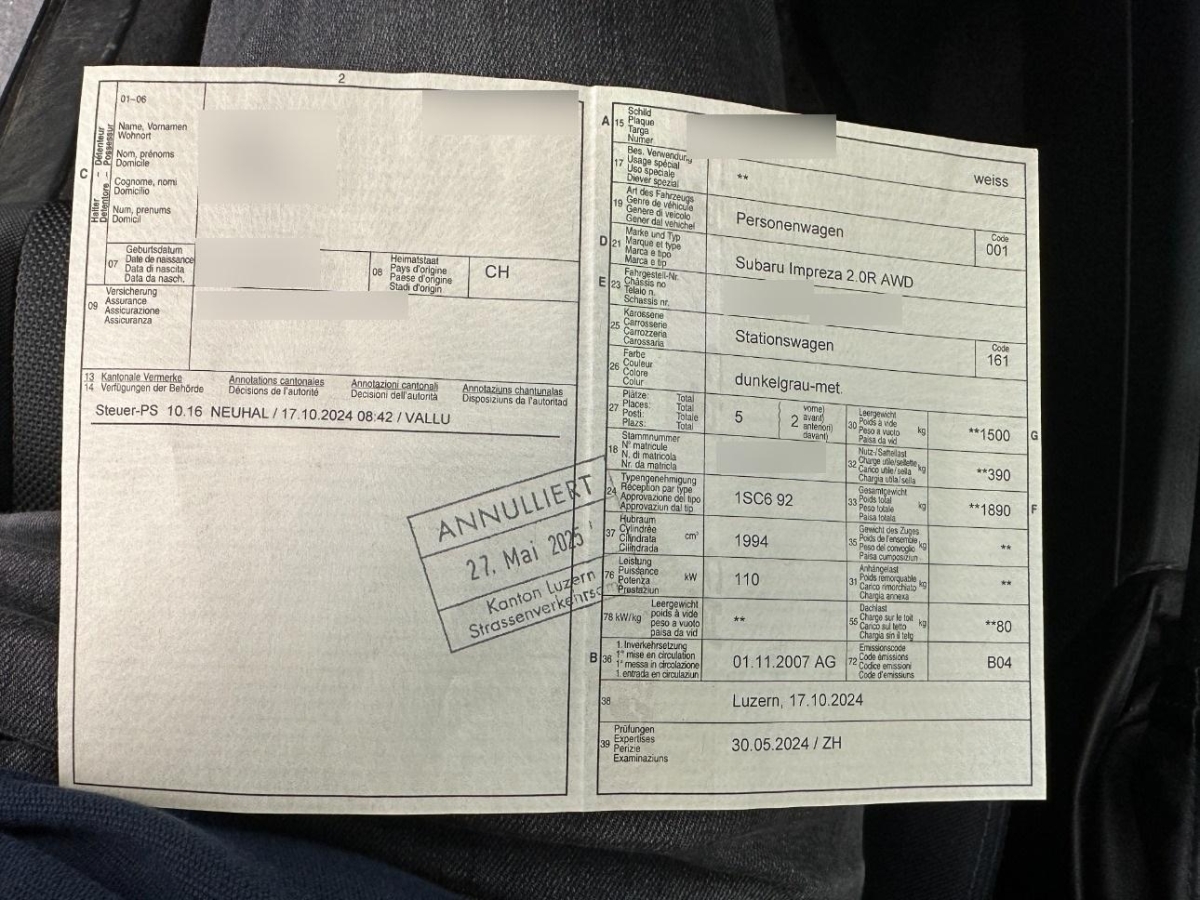 2
C
Halter – Détenteur
Detentore – Possessur
01–06
Name, Vornamen
Wohnort
Nom, prénoms
Domicile
Cognome, nomi
Domicilio
Num, prenums
Domicil
07
Geburtsdatum
Date de naissance
Data di nascita
Data da nasch.
08
Heimatstaat
Pays d'origine
Paese d'origine
Stadi d'origin
CH
09
Versicherung
Assurance
Assicurazione
Assicuranza
13 Kantonale Vermerke
14 Verfügungen der Behörde
Annotations cantonales
Décisions de l'autorité
Annotazioni cantonali
Decisioni dell'autorità
Annotaziuns chantunalas
Disposiziuns da l'autoritad
Steuer-PS 10.16 NEUHAL / 17.10.2024 08:42 / VALLU
ANNULLIERT
27. Mai 2025
Kanton Luzern
Strassenverkehrs
A 15
Schild
Plaque
Targa
Numer
weiss
17
Bes. Verwendung
Usage spécial
Uso speciale
Diever spezial
**
19
Art des Fahrzeugs
Genre de véhicule
Genere di veicolo
Gener dal vehichel
Personenwagen
Code
001
D 21
Marke und Typ
Marque et type
Marca e tipo
Marca e tip
Subaru Impreza 2.0R AWD
E 23
Fahrgestell-Nr.
Châssis no
Telaio n.
Schassis nr.
25
Karosserie
Carrosserie
Carrozzeria
Carossaria
Stationswagen
Code
161
26
Farbe
Couleur
Colore
Colur
dunkelgrau-met.
27
Plätze: Total
Places: Total
Posti: Totale
Plazs: Total
5
2
vorne)
avant)
anteriori)
davant)
30
Leergewicht
Poids à vide
Peso a vuoto
Paisa da vid
kg
**1500
G
18
Stammnummer
N° matricule
N. di matricola
Nr. da matricla
32
Nutz-/Sattellast
Charge utile/sellette
Carico utile/sella
Chargia utila/sella
kg
**390
24
Typengenehmigung
Réception par type
Approvazione del tipo
Approvaziun dal tip
1SC6 92
33
Gesamtgewicht
Poids total
Peso totale
Paisa totala
kg
**1890
F
37
Hubraum
Cylindrée
Cilindrata
Cilindrada
cm³
1994
35
Gewicht des Zuges
Poids de l'ensemble
Peso del convoglio
Paisa cumposiziun
kg
**
76
Leistung
Puissance
Potenza
Prestaziun
kW
110
31
Anhängelast
Poids remorquable
Carico rimorchiato
Chargia annexa
kg
**
78 kW/kg
Leergewicht
poids à vide
peso a vuoto
paisa da vid
**
55
Dachlast
Charge sur le toit
Carico sul tetto
Chargia sin il tetg
kg
**80
B 36
1. Inverkehrsetzung
1re mise en circulation
1a messa in circolazione
1. entrada en circulaziun
01.11.2007 AG
72
Emissionscode
Code émissions
Codice emissioni
Code d'emissiuns
B04
38
Luzern, 17.10.2024
39
Prüfungen
Expertises
Perizie
Examinaziuns
30.05.2024 / ZH